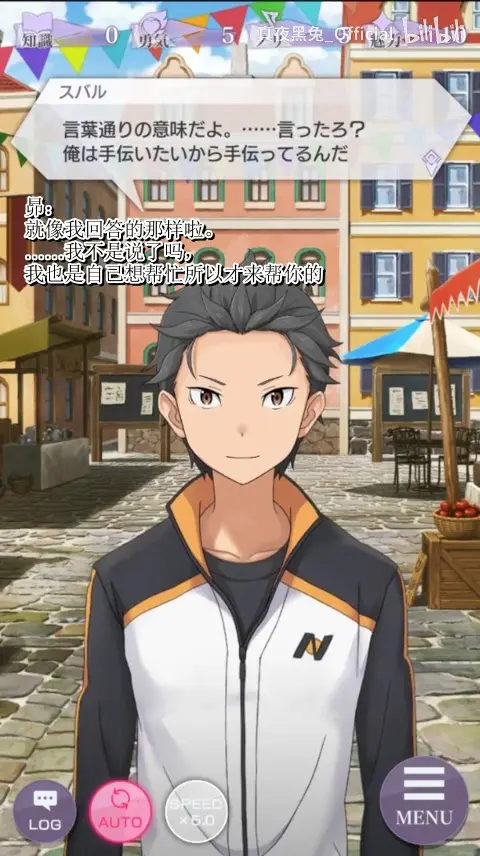 真夜黑兔_Official bilibili
知識 0 勇気 5
スバル
言葉通りの意味だよ。……言ったろ?
俺は手伝いたいから手伝ってるんだ
昴:
就像我回答的那样啦。
......我不是说了吗,
我也是自己想帮忙所以才来帮你的
N
LOG
AUTO
SPEED
×6.0
MENU